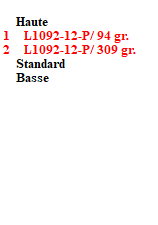 Haute
1 L1092-12-P/ 94 gr.
2 L1092-12-P/ 309 gr.
Standard
Basse